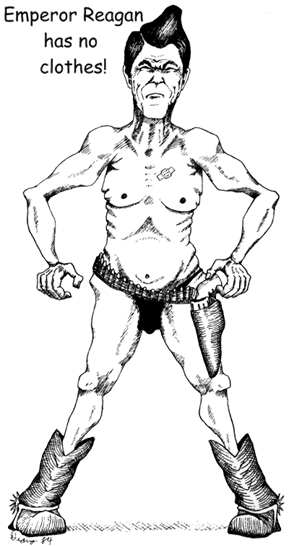 Emperor Reagan
has no
clothes!